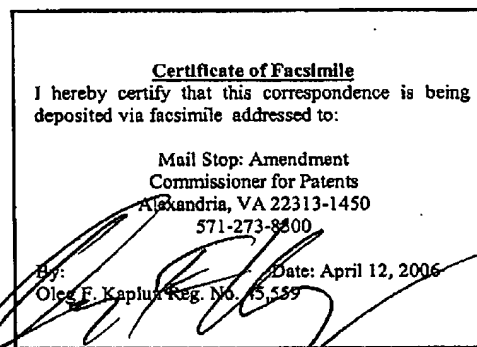 Certificate of Facsimile
I hereby certify that this correspondence is being
deposited via facsimile addressed to:
Mail Stop: Amendment
Commissioner for Patents
Alexandria, VA 22313-1450
571-273-8300
By: Date: April 12, 2006
Oleg F. Kaplun Reg. No. 45,559